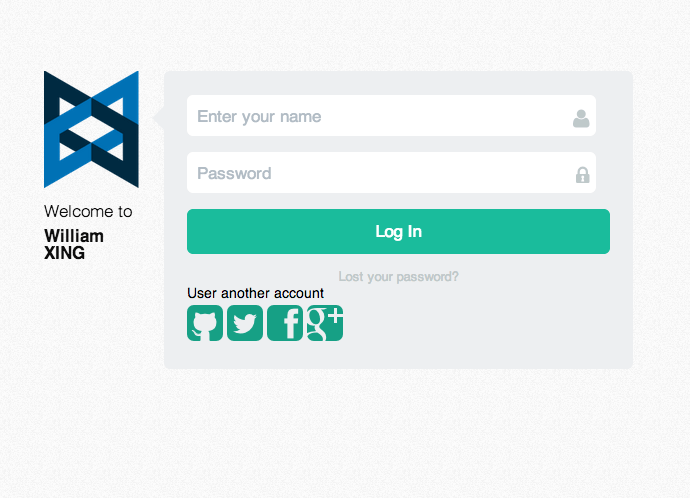 Enter your name
Password
Welcome to
William
XING
Log In
Lost your password?
User another account